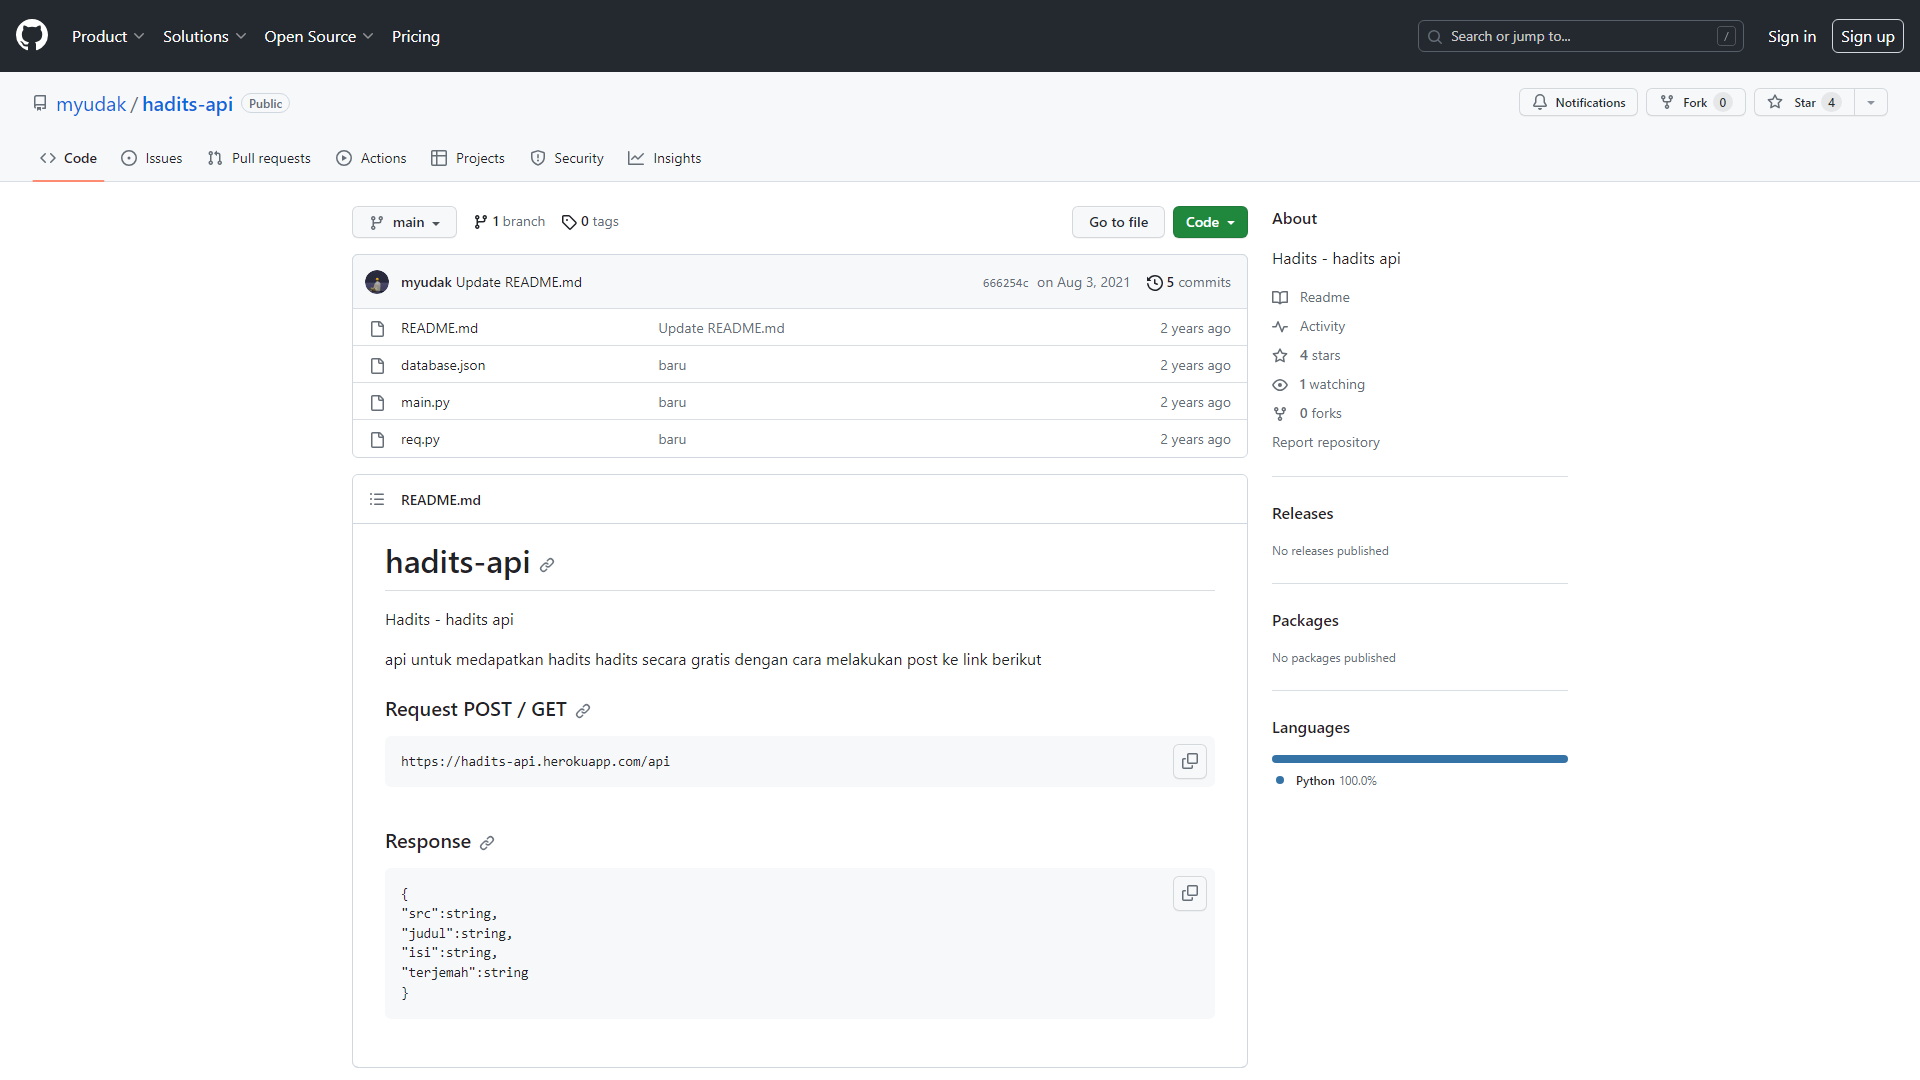 Product
Solutions
Open Source
Pricing
Search or jump to...
/
Sign in
Sign up
myudak / hadits-api
Public
Notifications
Fork 0
Star 4
Code
Issues
Pull requests
Actions
Projects
Security
Insights
main
1 branch
0 tags
Go to file
Code
myudak Update README.md
666254c on Aug 3, 2021
5 commits
README.md
Update README.md
2 years ago
database.json
baru
2 years ago
main.py
baru
2 years ago
req.py
baru
2 years ago
README.md
hadits-api
Hadits - hadits api
api untuk medapatkan hadits hadits secara gratis dengan cara melakukan post ke link berikut
Request POST / GET
https://hadits-api.herokuapp.com/api
Response
{
"src":string,
"judul":string,
"isi":string,
"terjemah":string
}
About
Hadits - hadits api
Readme
Activity
4 stars
1 watching
0 forks
Report repository
Releases
No releases published
Packages
No packages published
Languages
Python 100.0%